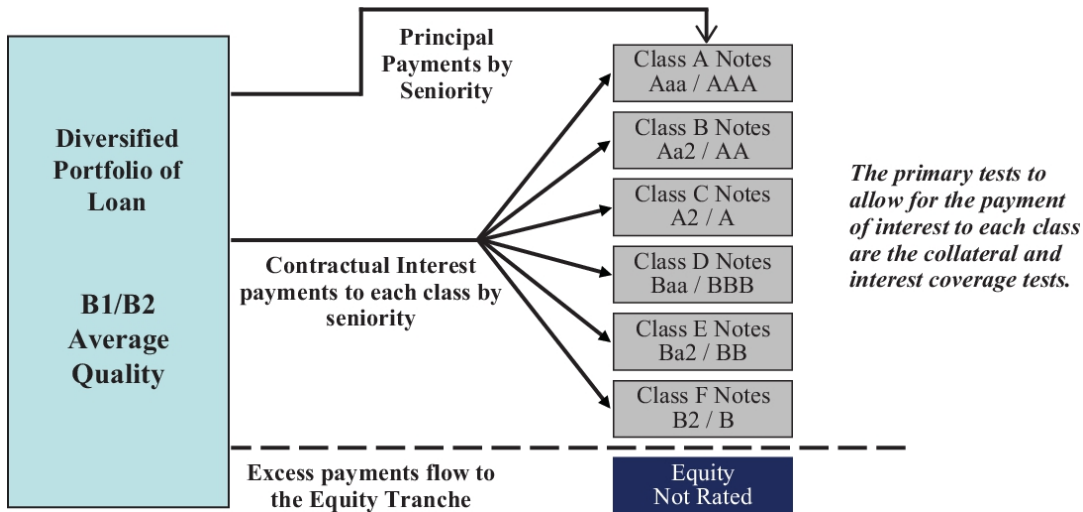 Principal
Payments by
Seniority
Diversified
Portfolio of
Loan
B1/B2
Average
Quality
Contractual Interest
payments to each class by
seniority
Class A Notes
Aaa / AAA
Class B Notes
Aa2 / AA
Class C Notes
A2 / A
Class D Notes
Baa / BBB
Class E Notes
Ba2 / BB
Class F Notes
B2 / B
The primary tests to
allow for the payment
of interest to each class
are the collateral and
interest coverage tests.
Excess payments flow to
the Equity Tranche
Equity
Not Rated